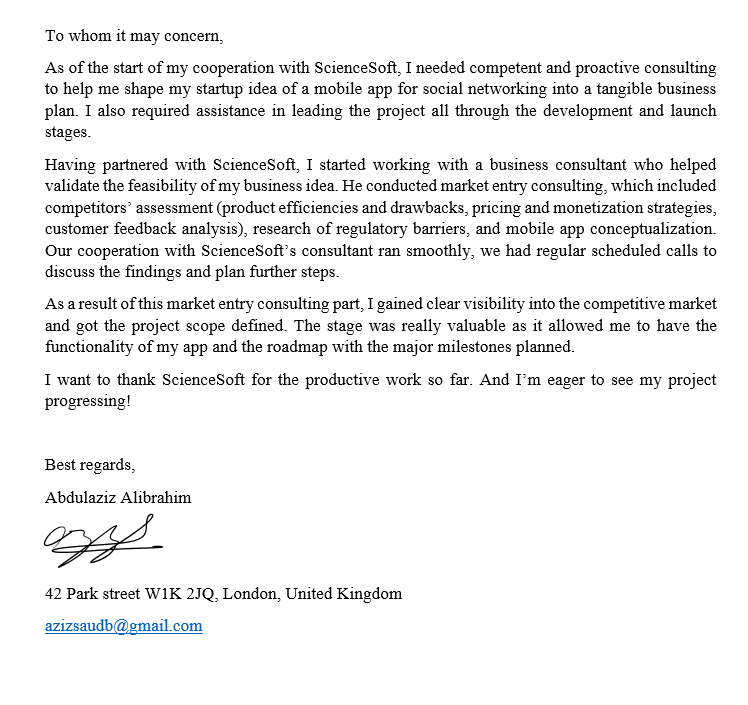 To whom it may concern,
As of the start of my cooperation with ScienceSoft, I needed competent and proactive consulting
to help me shape my startup idea of a mobile app for social networking into a tangible business
plan. I also required assistance in leading the project all through the development and launch
stages.
Having partnered with ScienceSoft, I started working with a business consultant who helped
validate the feasibility of my business idea. He conducted market entry consulting, which included
competitors’ assessment (product efficiencies and drawbacks, pricing and monetization strategies,
customer feedback analysis), research of regulatory barriers, and mobile app conceptualization.
Our cooperation with ScienceSoft’s consultant ran smoothly, we had regular scheduled calls to
discuss the findings and plan further steps.
As a result of this market entry consulting part, I gained clear visibility into the competitive market
and got the project scope defined. The stage was really valuable as it allowed me to have the
functionality of my app and the roadmap with the major milestones planned.
I want to thank ScienceSoft for the productive work so far. And I’m eager to see my project
progressing!
Best regards,
Abdulaziz Alibrahim
42 Park street W1K 2JQ, London, United Kingdom
azizsaudb@gmail.com